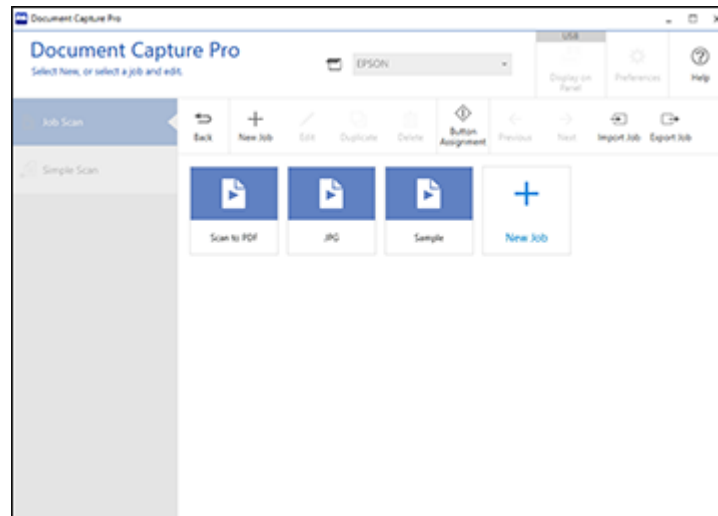 Document Capture Pro
Document Capture Pro
Select New, or select a job and edit.
EPSON
USB
Display on
Panel
Preferences
Help
Job Scan
Simple Scan
Back
New Job
Edit
Duplicate
Delete
Button
Assignment
Previous
Next
Import Job
Export Job
Scan to PDF
JPG
Sample
New Job